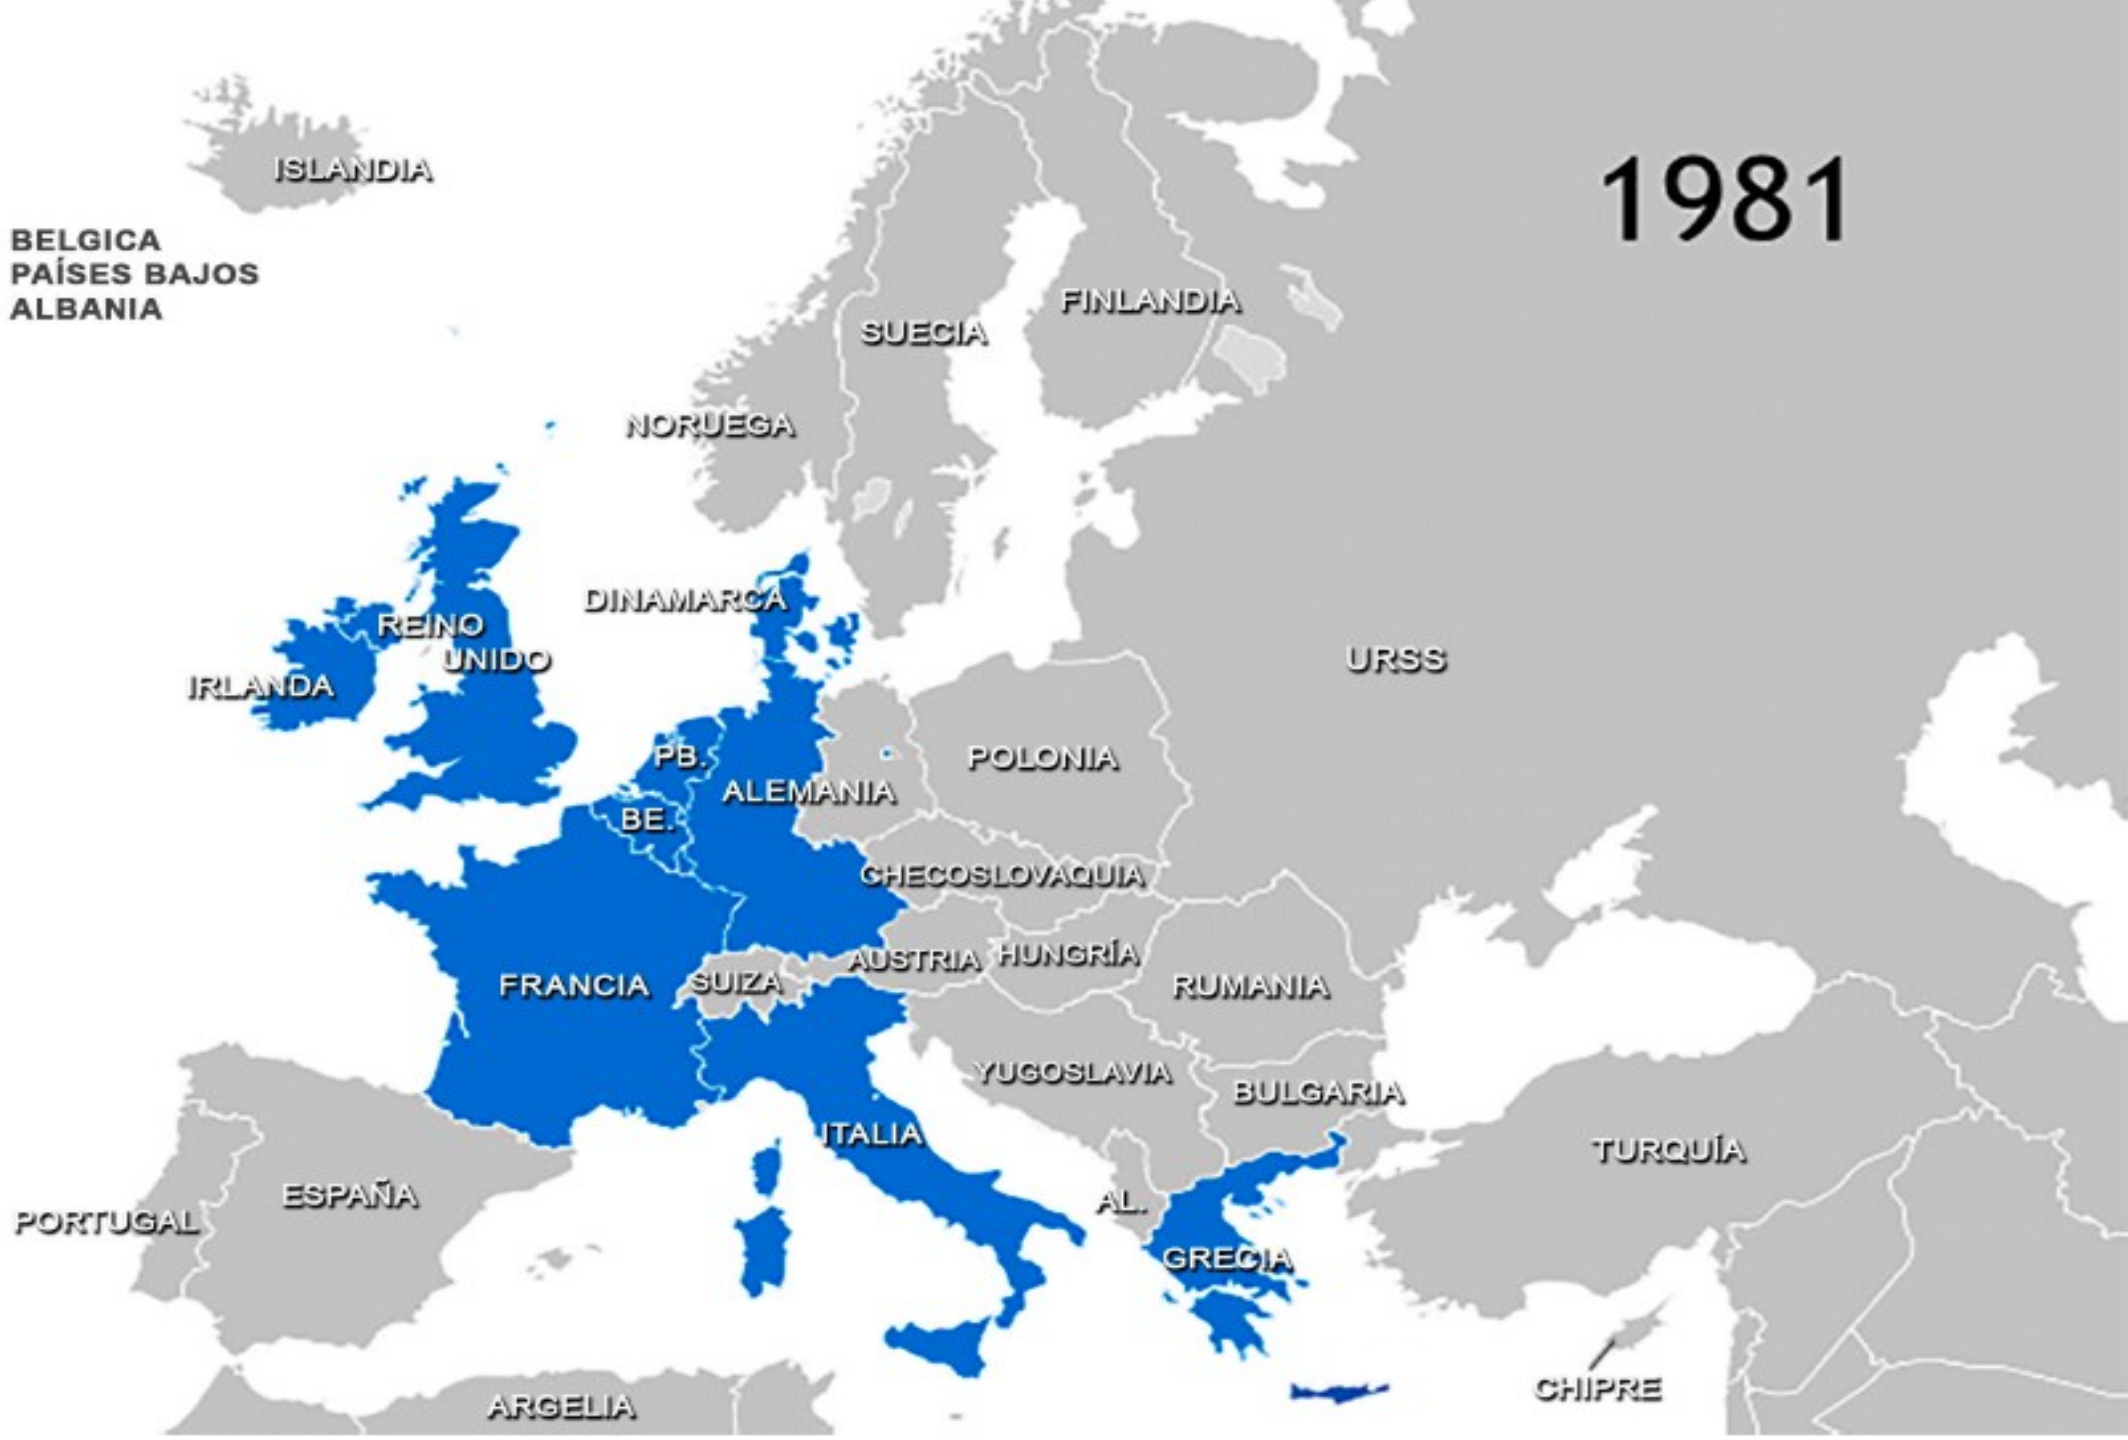 1981
ISLANDIA
BELGICA
PAÍSES BAJOS
ALBANIA
FINLANDIA
SUECIA
NORUEGA
DINAMARCA
REINO
UNIDO
IRLANDA
URSS
PB.
POLONIA
ALEMANIA
BE.
CHECOSLOVAQUIA
FRANCIA
SUIZA
AUSTRIA
HUNGRÍA
RUMANIA
YUGOSLAVIA
BULGARIA
ITALIA
TURQUÍA
ESPAÑA
PORTUGAL
AL.
GRECIA
CHIPRE
ARGELIA